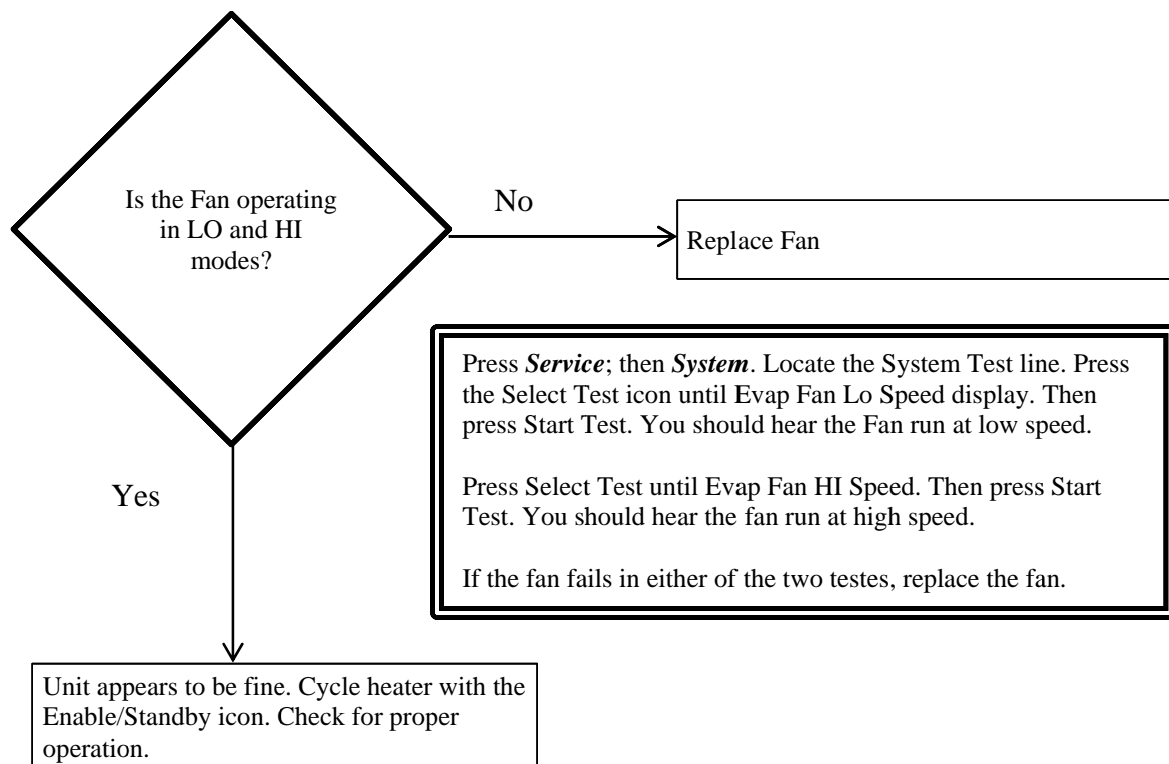 Is the Fan operating
in LO and HI
modes?
No
Replace Fan
Press Service; then System. Locate the System Test line. Press
the Select Test icon until Evap Fan Lo Speed display. Then
press Start Test. You should hear the Fan run at low speed.
Press Select Test until Evap Fan HI Speed. Then press Start
Test. You should hear the fan run at high speed.
If the fan fails in either of the two testes, replace the fan.
Yes
Unit appears to be fine. Cycle heater with the
Enable/Standby icon. Check for proper
operation.